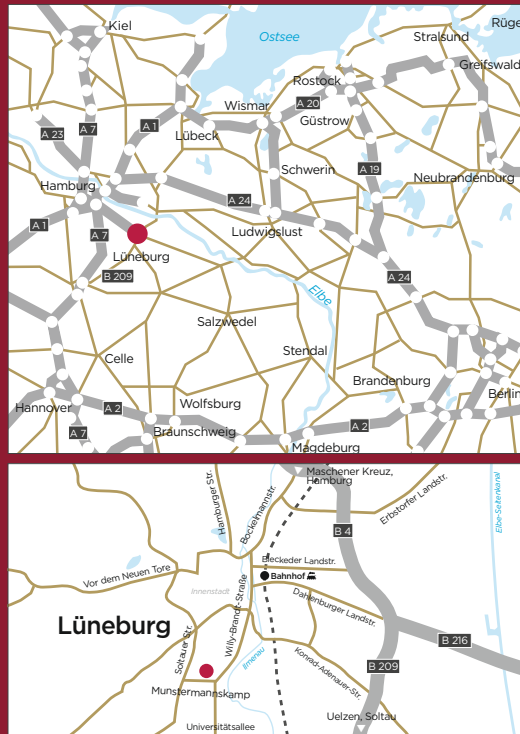 Kiel
Ostsee
Stralsund
Rüge
Greifswald
Rostock
A 20
Wismar
Güstrow
A 23
A 7
A 1
Lübeck
Schwerin
A 19
Neubrandenburg
Hamburg
A 24
A 1
A 7
Ludwigslust
Lüneburg
B 209
A 24
Elbe
Salzwedel
Stendal
Celle
Brandenburg
Berlin
Hannover
A 2
Wolfsburg
A 7
Braunschweig
A 2
Magdeburg
Maschener Kreuz,
Hamburg
Hamburger Str.
Bockelmannstr.
Erbstorfer Landstr.
Elbe-Seitenkanal
B 4
Bleckeder Landstr.
Vor dem Neuen Tore
Bahnhof
Innenstadt
Willy-Brandt-Straße
Dahlenburger Landstr.
Lüneburg
Soltauer Str.
B 216
Ilmenau
Konrad-Adenauer-Str.
B 209
Munstermannskamp
Uelzen, Soltau
Universitätsallee